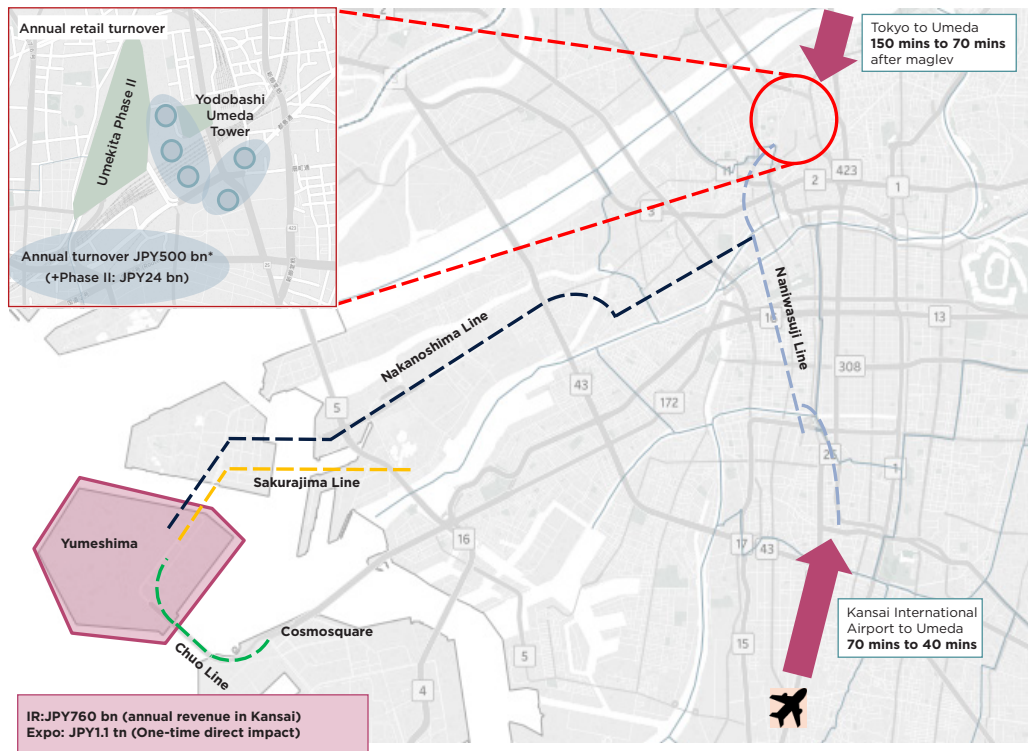 Annual retail turnover
Yodobashi
Umeda
Tower
Umekita Phase II
Annual turnover JPY500 bn*
(+Phase II: JPY24 bn)
Tokyo to Umeda
150 mins to 70 mins
after maglev
2
11
2
423
1
3
Naniwasuji Line
Nakanoshima Line
13
308
43
5
172
26
1
Sakurajima Line
Yumeshima
16
17
43
Cosmosquare
Chuo Line
Kansai International
Airport to Umeda
70 mins to 40 mins
15
5
4
IR:JPY760 bn (annual revenue in Kansai)
Expo: JPY1.1 tn (One-time direct impact)